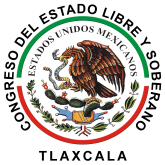 CONGRESO DEL ESTADO LIBRE Y SOBERANO
ESTADOS UNIDOS MEXICANOS
TLAXCALA